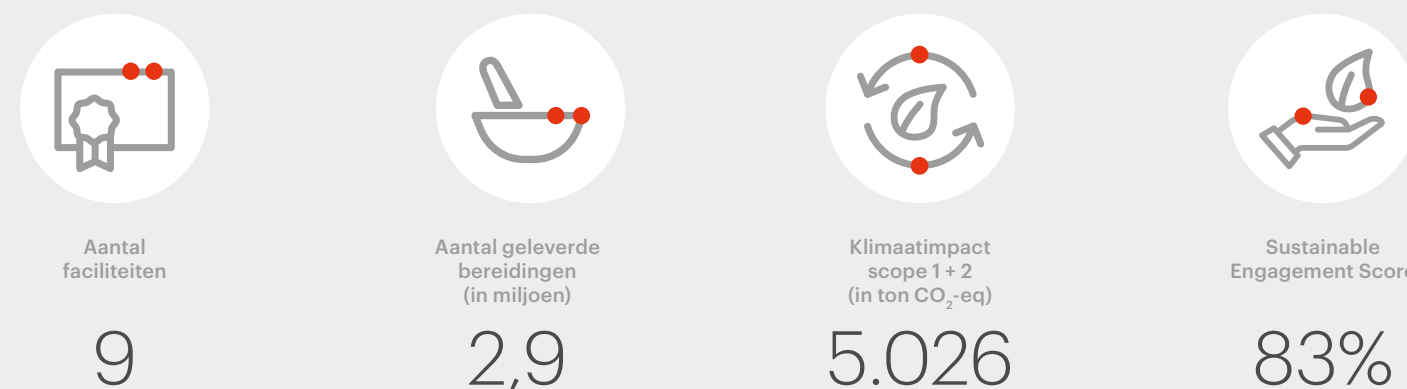 Aantal
faciliteiten
9
Aantal geleverde
bereidingen
(in miljoen)
2,9
Klimaatimpact
scope 1 + 2
(in ton CO₂-eq)
5.026
Sustainable
Engagement Score
83%